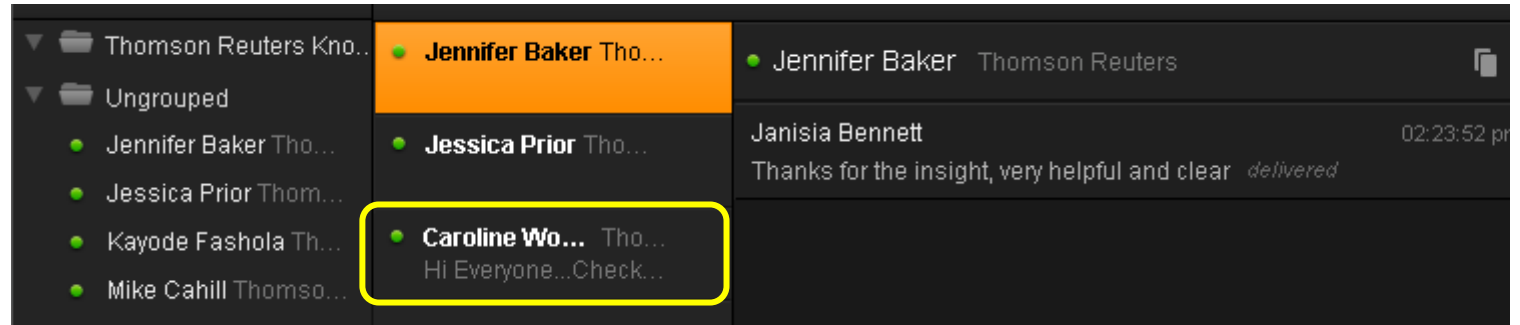 Thomson Reuters Kno..
Ungrouped
Jennifer Baker Tho...
Jessica Prior Thom...
Kayode Fashola Th...
Mike Cahill Thomso...
Jennifer Baker Tho...
Jessica Prior Tho...
Caroline Wo... Tho...
Hi Everyone...Check...
Jennifer Baker Thomson Reuters
Janisia Bennett 02:23:52 pm
Thanks for the insight, very helpful and clear delivered